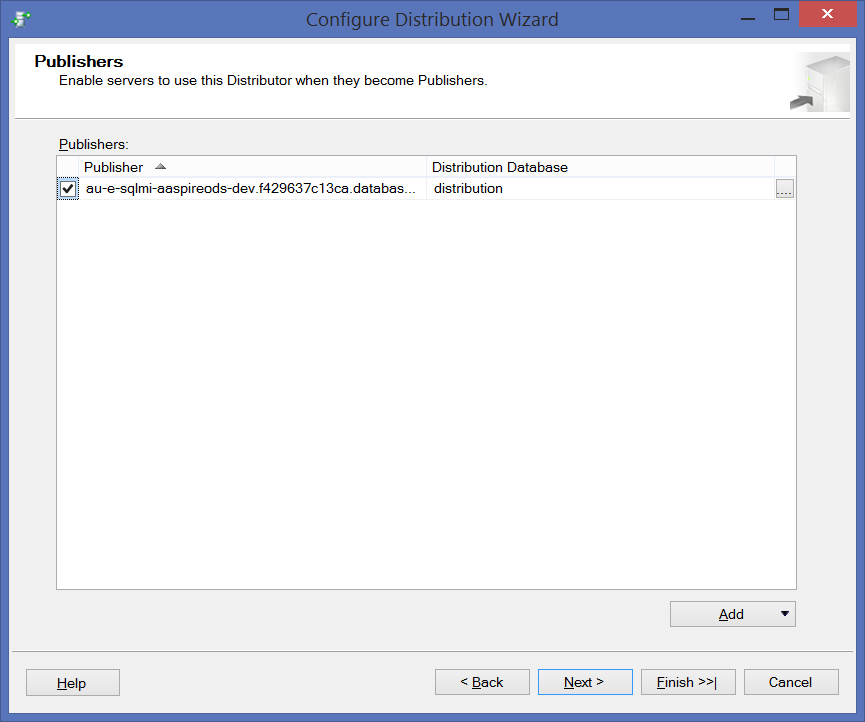 Configure Distribution Wizard
Publishers
Enable servers to use this Distributor when they become Publishers.
Publishers:
Publisher Distribution Database
au-e-sqlmi-aaspireods-dev.f429637c13ca.databas... distribution ....
Add
Help < Back Next > Finish >>| Cancel